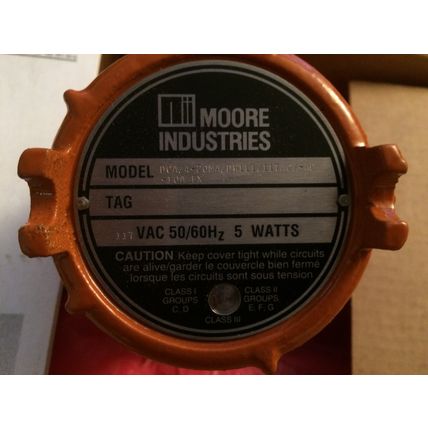 MOORE
INDUSTRIES
MODEL
TAG
117 VAC 50/60Hz 5 WATTS
CAUTION Keep cover tight while circuits
are alive/garder le couvercle bien fermé
lorsque les circuits sont sous tension.
CLASS I
GROUPS
C, D
CLASS II
GROUPS
E, F, G
CLASS III